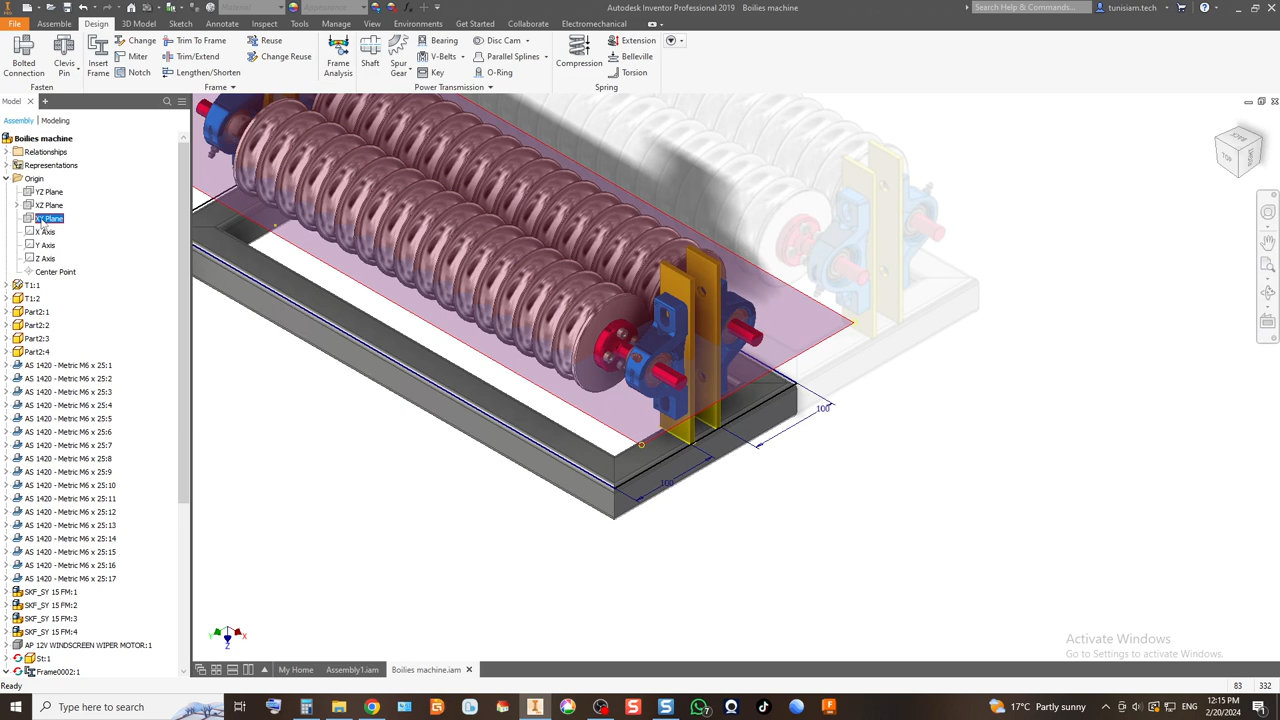 Material
Appearance
Autodesk Inventor Professional 2019   Boilies machine
Search Help & Commands...
tunisiam.tech
File
Assembly
Design
3D Model
Sketch
Annotate
Inspect
Tools
Manage
View
Environments
Get Started
Collaborate
Electromechanical
Bolted Connection
Clevis Pin
Insert Frame
Change
Miter
Notch
Trim To Frame
Trim/Extend
Lengthen/Shorten
Reuse
Change Reuse
Frame Analysis
Shaft
Spur Gear
Bearing
V-Belts
Key
Disc Cam
Parallel Splines
O-Ring
Compression
Extension
Belleville
Torsion
Fasten
Frame
Power Transmission
Spring
Model
Assembly
Modeling
Boilies machine
Relationships
Representations
Origin
YZ Plane
XZ Plane
XY Plane
X Axis
Y Axis
Z Axis
Center Point
T1:1
T1:2
Part2:1
Part2:2
Part2:3
Part2:4
AS 1420 - Metric M6 x 25:1
AS 1420 - Metric M6 x 25:2
AS 1420 - Metric M6 x 25:3
AS 1420 - Metric M6 x 25:4
AS 1420 - Metric M6 x 25:5
AS 1420 - Metric M6 x 25:6
AS 1420 - Metric M6 x 25:7
AS 1420 - Metric M6 x 25:8
AS 1420 - Metric M6 x 25:9
AS 1420 - Metric M6 x 25:10
AS 1420 - Metric M6 x 25:11
AS 1420 - Metric M6 x 25:12
AS 1420 - Metric M6 x 25:13
AS 1420 - Metric M6 x 25:14
AS 1420 - Metric M6 x 25:15
AS 1420 - Metric M6 x 25:16
AS 1420 - Metric M6 x 25:17
SKF_SY 15 FM:1
SKF_SY 15 FM:2
SKF_SY 15 FM:3
SKF_SY 15 FM:4
AP 12V WINDSCREEN WIPER MOTOR:1
St:1
Frame0002:1
BACK
TOP
100
100
Y
X
Z
Activate Windows
Go to Settings to activate Windows.
My Home
Assembly1.iam
Boilies machine.iam
Ready
83
332
Type here to search
17°C Partly sunny
12:15 PM
2/20/2024